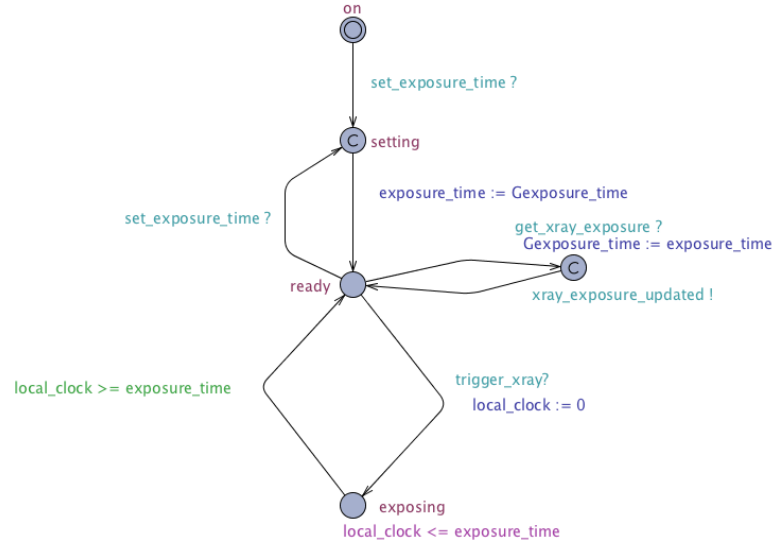 on
set_exposure_time ?
C
setting
exposure_time := Gexposure_time
set_exposure_time ?
get_xray_exposure ?
Gexposure_time := exposure_time
C
ready
xray_exposure_updated !
trigger_xray?
local_clock >= exposure_time
local_clock := 0
exposing
local_clock <= exposure_time